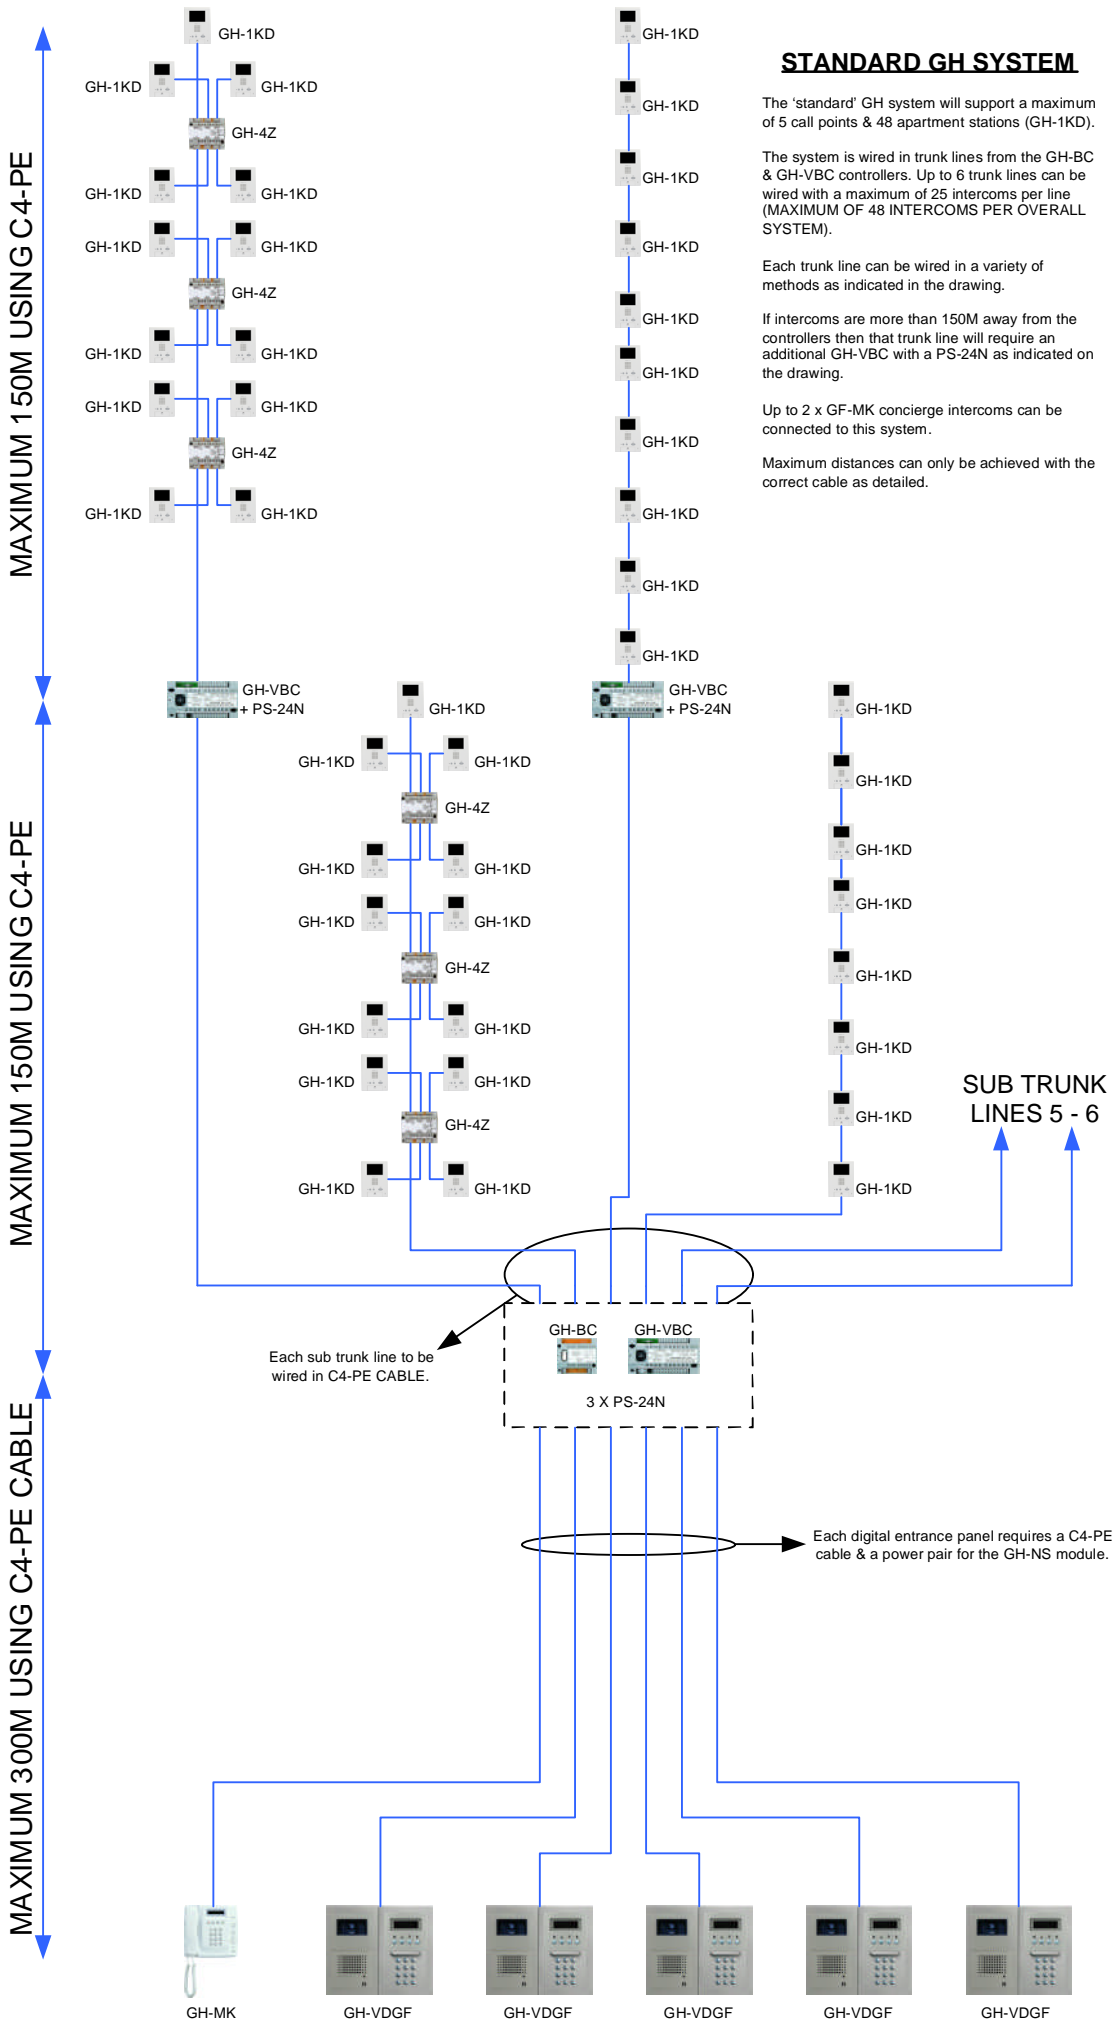 STANDARD GH SYSTEM
The ‘standard’ GH system will support a maximum
of 5 call points & 48 apartment stations (GH-1KD).
The system is wired in trunk lines from the GH-BC
& GH-VBC controllers. Up to 6 trunk lines can be
wired with a maximum of 25 intercoms per line
(MAXIMUM OF 48 INTERCOMS PER OVERALL
SYSTEM).
Each trunk line can be wired in a variety of
methods as indicated in the drawing.
If intercoms are more than 150M away from the
controllers then that trunk line will require an
additional GH-VBC with a PS-24N as indicated on
the drawing.
Up to 2 x GF-MK concierge intercoms can be
connected to this system.
Maximum distances can only be achieved with the
correct cable as detailed.
MAXIMUM 150M USING C4-PE
GH-1KD
GH-1KD
GH-1KD
GH-4Z
GH-1KD
GH-1KD
GH-1KD
GH-1KD
GH-4Z
GH-1KD
GH-1KD
GH-1KD
GH-1KD
GH-4Z
GH-1KD
GH-1KD
GH-VBC
+ PS-24N
GH-1KD
GH-1KD
GH-1KD
GH-1KD
GH-1KD
GH-1KD
GH-1KD
GH-1KD
GH-1KD
GH-1KD
GH-VBC
+ PS-24N
MAXIMUM 150M USING C4-PE
GH-1KD
GH-1KD
GH-1KD
GH-4Z
GH-1KD
GH-1KD
GH-1KD
GH-1KD
GH-4Z
GH-1KD
GH-1KD
GH-1KD
GH-1KD
GH-4Z
GH-1KD
GH-1KD
GH-1KD
GH-1KD
GH-1KD
GH-1KD
GH-1KD
GH-1KD
GH-1KD
GH-1KD
SUB TRUNK
LINES 5 - 6
GH-BC
GH-VBC
3 X PS-24N
Each sub trunk line to be
wired in C4-PE CABLE.
MAXIMUM 300M USING C4-PE CABLE
Each digital entrance panel requires a C4-PE
cable & a power pair for the GH-NS module.
GH-MK
GH-VDGF
GH-VDGF
GH-VDGF
GH-VDGF
GH-VDGF